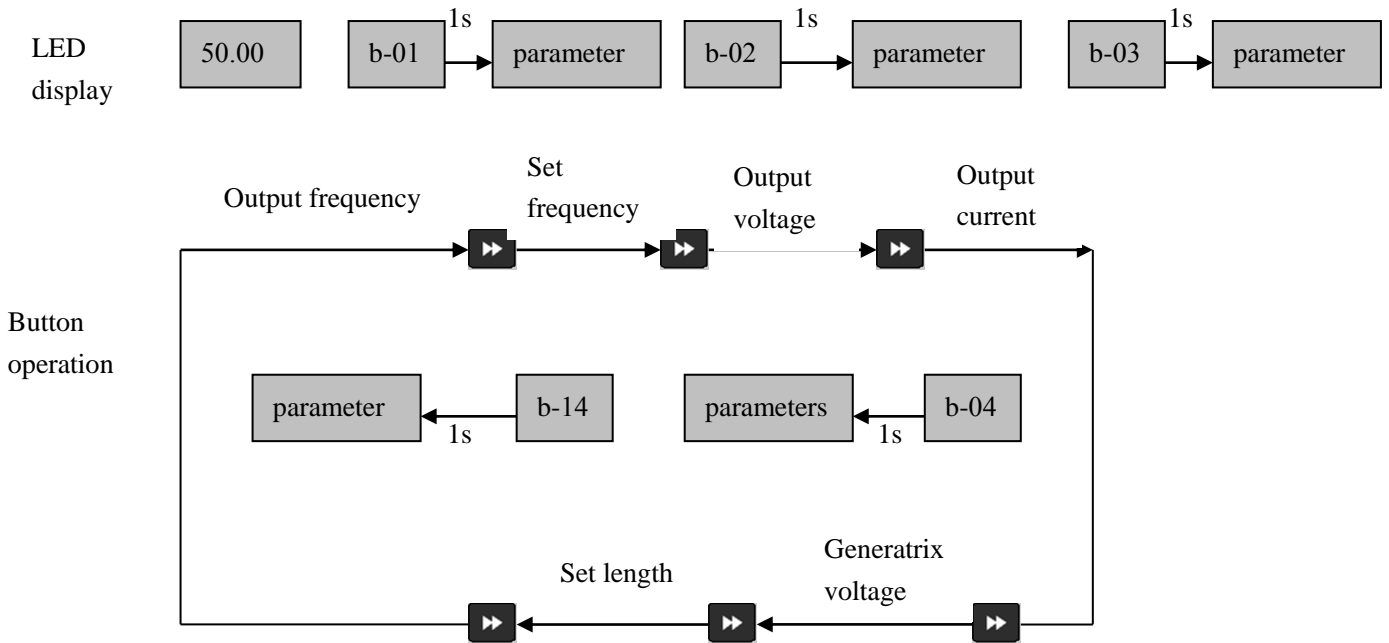 LED
display
50.00
b-01
1s
parameter
b-02
1s
parameter
b-03
1s
parameter
Output frequency
Set
frequency
Output
voltage
Output
current
Button
operation
parameter
1s
b-14
parameters
1s
b-04
Set length
Generatrix
voltage